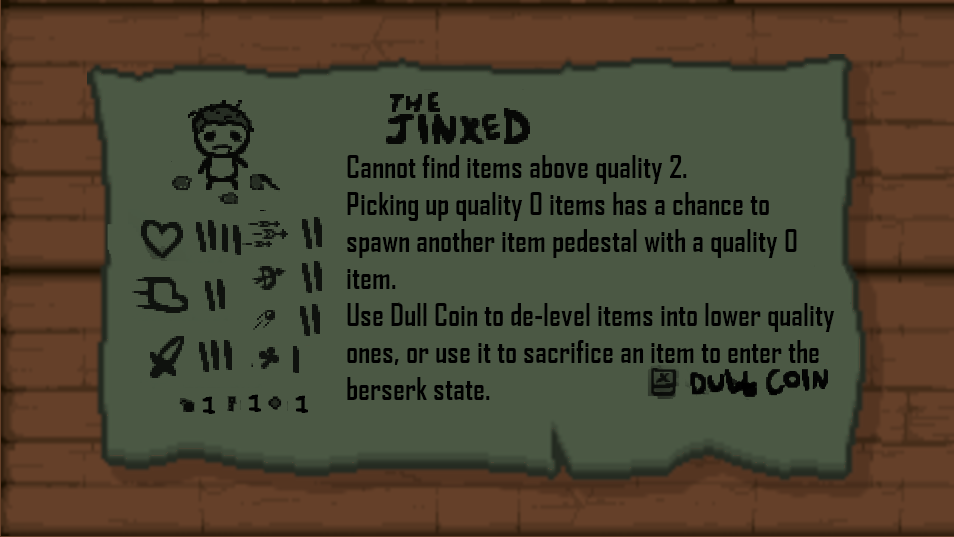 THE
JINXED
Cannot find items above quality 2.
Picking up quality 0 items has a chance to
spawn another item pedestal with a quality 0
item.
Use Dull Coin to de-level items into lower quality
ones, or use it to sacrifice an item to enter the
berserk state.
DULL COIN
1 1 1